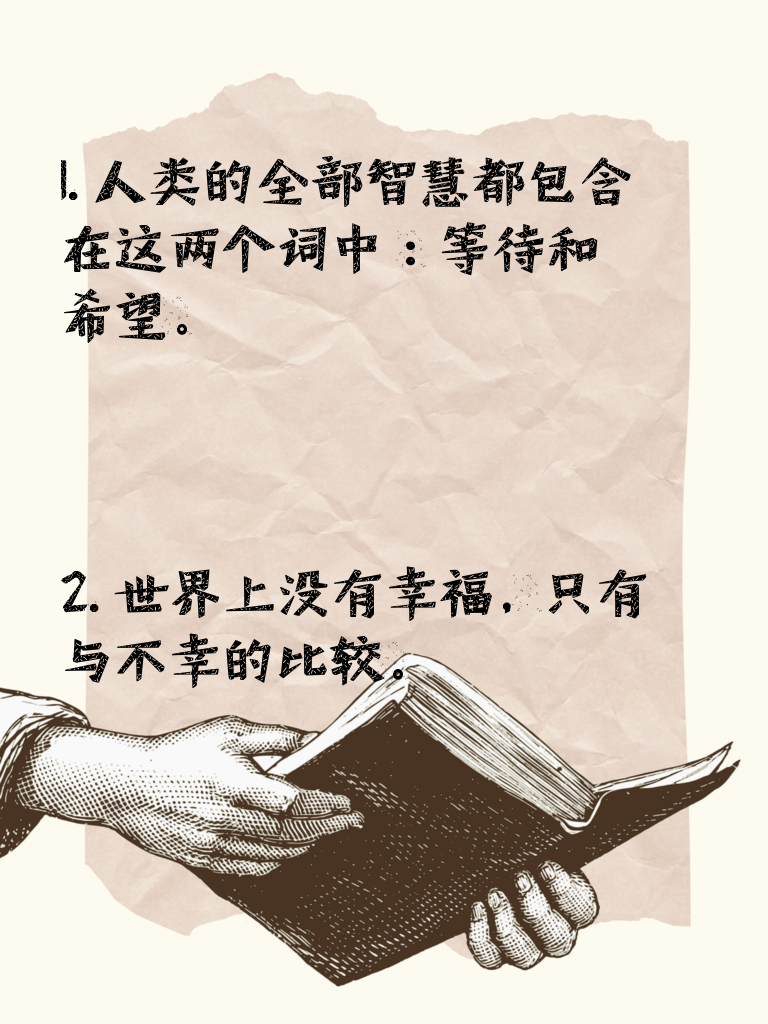 1. 人类的全部智慧都包含
在这两个词中：等待和
希望。
2. 世界上没有幸福，只有
与不幸的比较。